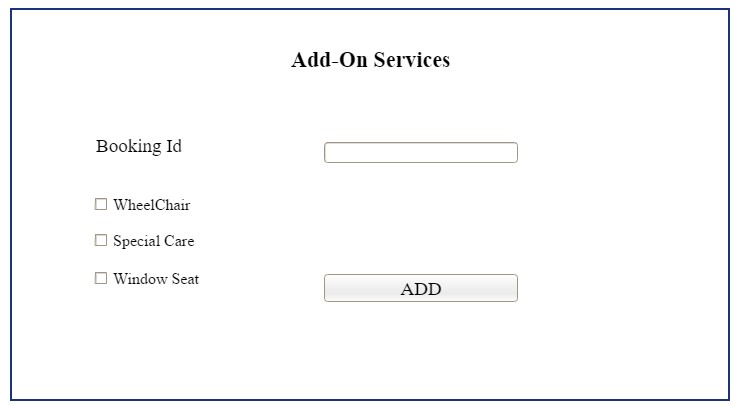 Add-On Services
Booking Id
WheelChair
Special Care
Window Seat
ADD